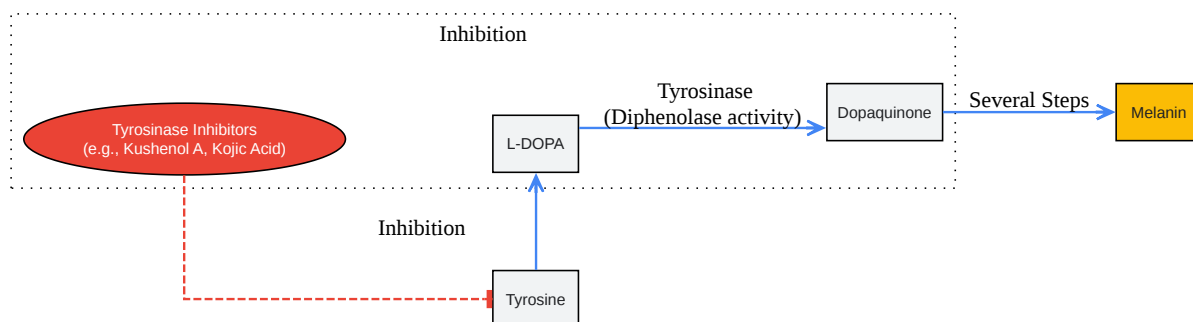 Inhibition
Tyrosinase Inhibitors
(e.g., Kushenol A, Kojic Acid)
L-DOPA
Tyrosinase
(Diphenolase activity)
Dopaquinone
Several Steps
Melanin
Inhibition
Tyrosine